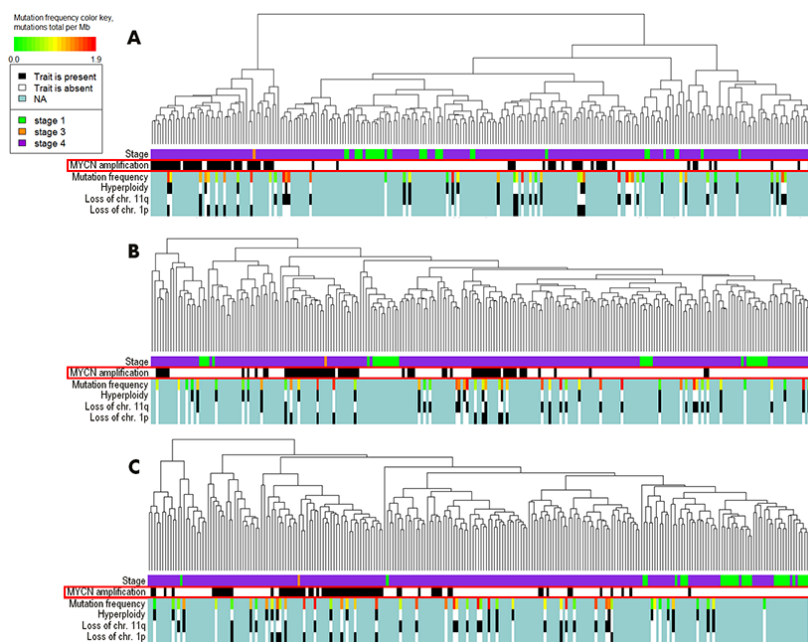 Mutation frequency color key,
mutations total per Mb
0.0 1.9
Trait is present
Trait is absent
NA
stage 1
stage 3
stage 4
A
Stage
MYCN amplification
Mutation frequency
Hyperploidy
Loss of chr. 11q
Loss of chr. 1p
B
Stage
MYCN amplification
Mutation frequency
Hyperploidy
Loss of chr. 11q
Loss of chr. 1p
C
Stage
MYCN amplification
Mutation frequency
Hyperploidy
Loss of chr. 11q
Loss of chr. 1p